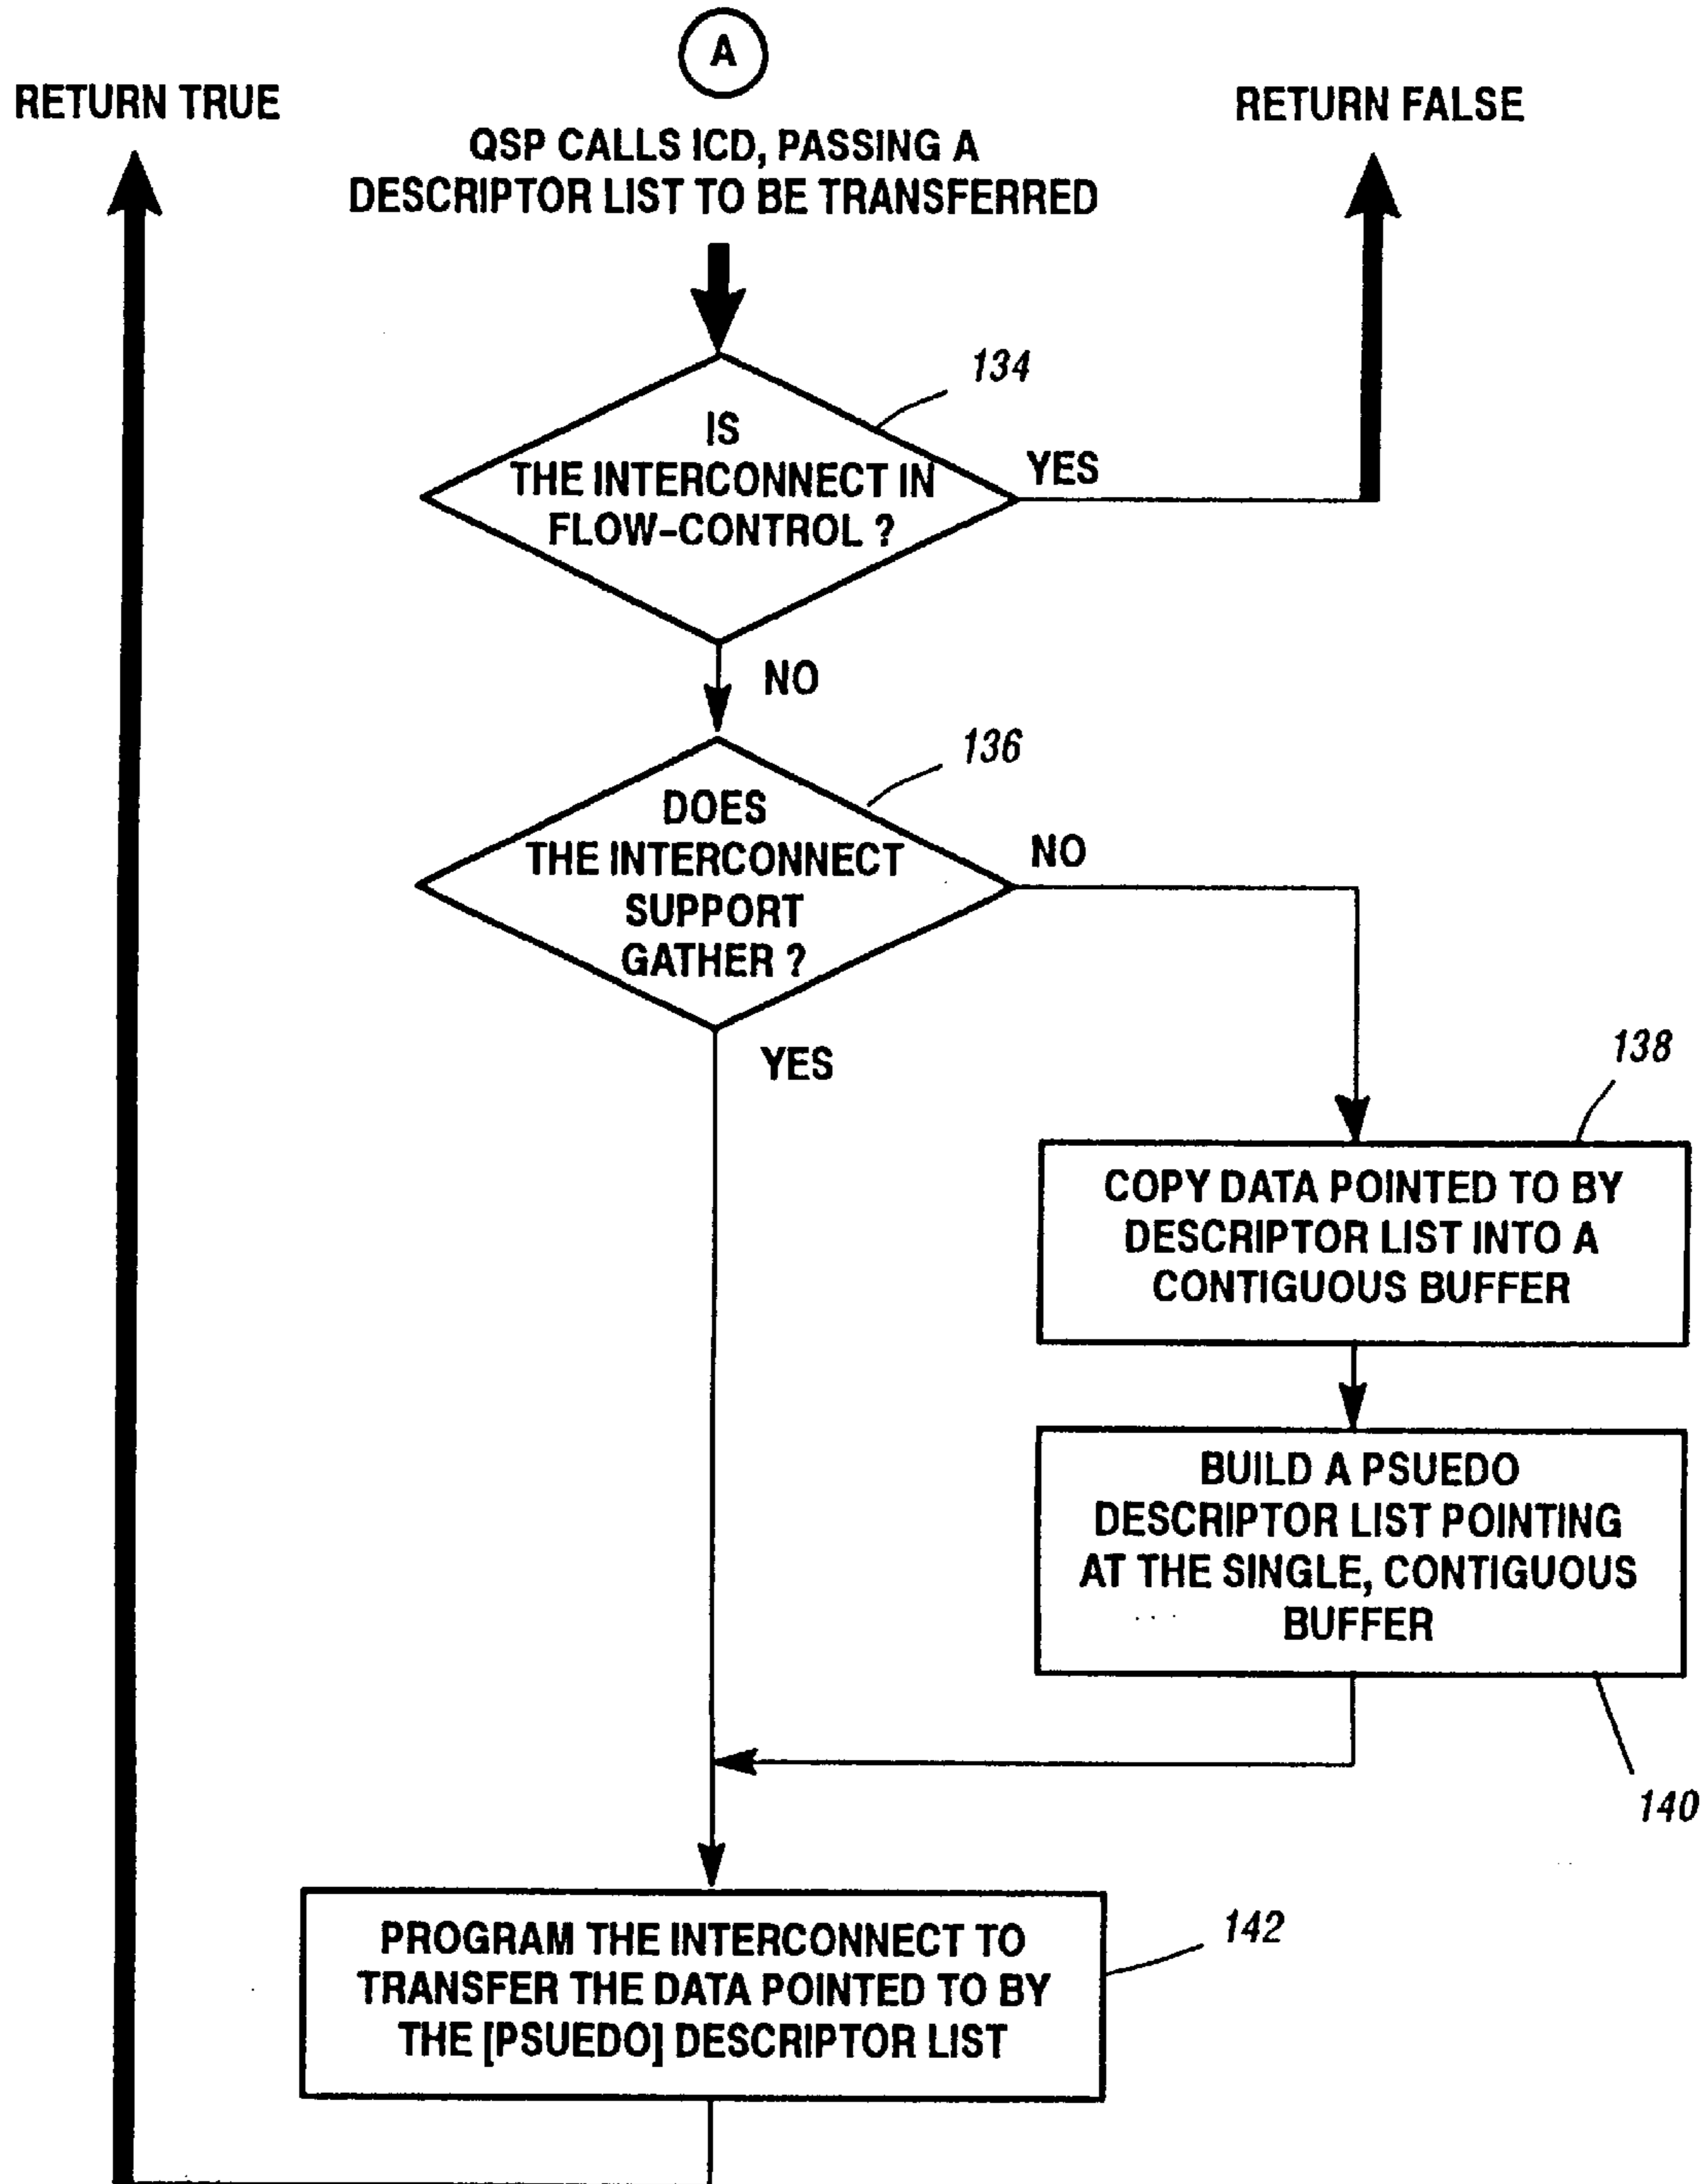 A
RETURN TRUE
RETURN FALSE
QSP CALLS ICD, PASSING A
DESCRIPTOR LIST TO BE TRANSFERRED
134
IS
THE INTERCONNECT IN
FLOW-CONTROL ?
YES
NO
136
DOES
THE INTERCONNECT
SUPPORT
GATHER ?
NO
YES
138
COPY DATA POINTED TO BY
DESCRIPTOR LIST INTO A
CONTIGUOUS BUFFER
BUILD A PSUEDO
DESCRIPTOR LIST POINTING
AT THE SINGLE, CONTIGUOUS
BUFFER
140
PROGRAM THE INTERCONNECT TO
TRANSFER THE DATA POINTED TO BY
THE [PSUEDO] DESCRIPTOR LIST
142